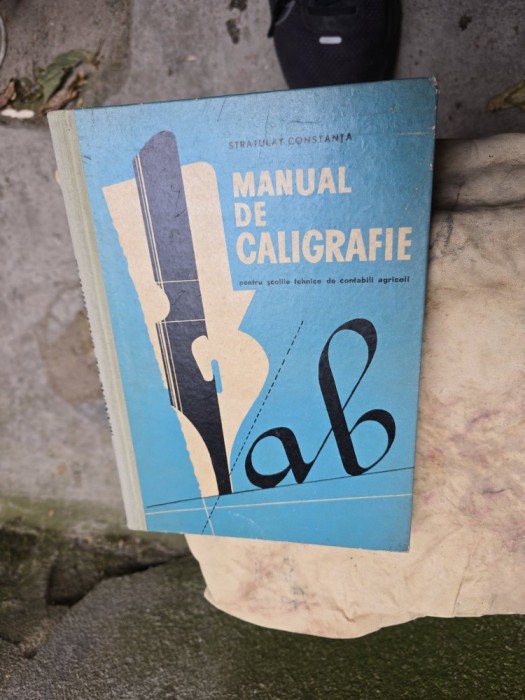 STRATULAT CONSTANȚA
MANUAL
DE
CALIGRAFIE
pentru școlile tehnice de contabili agricoli
ab